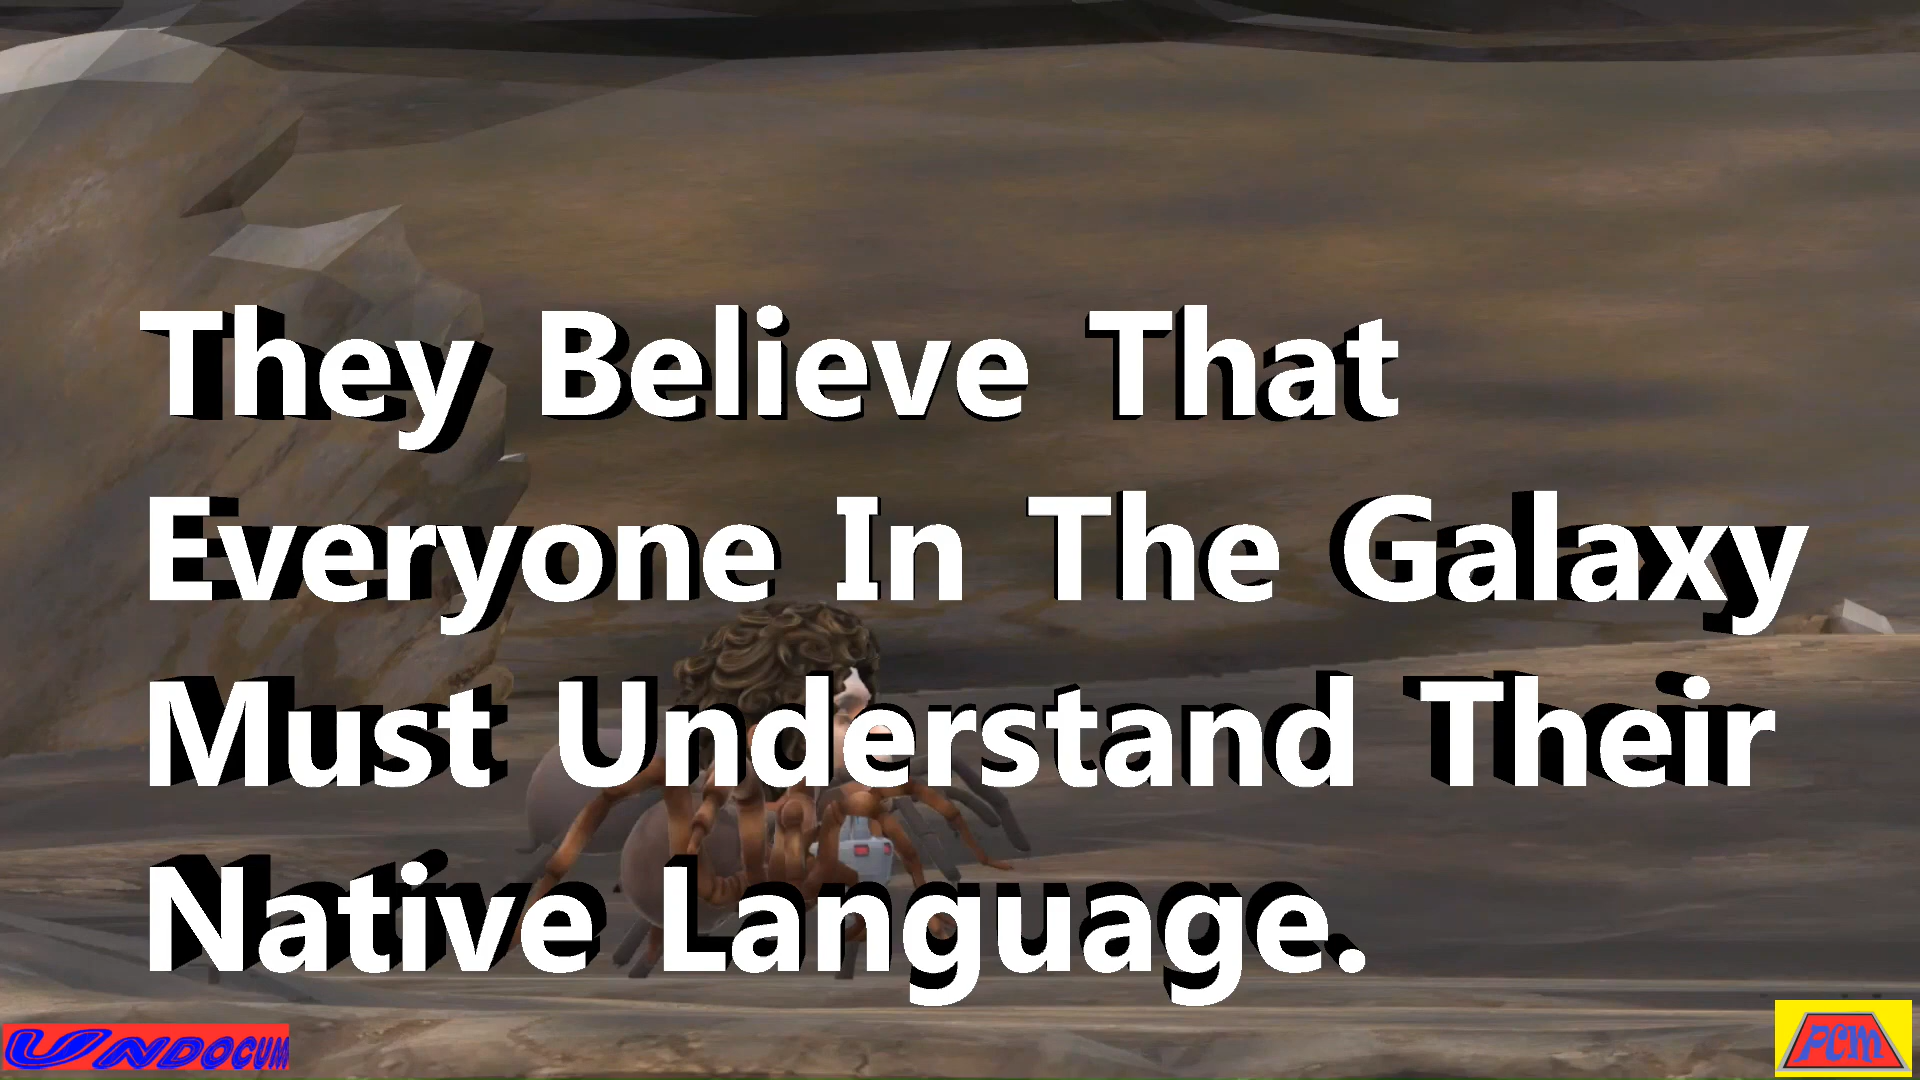 They Believe That
Everyone In The Galaxy
Must Understand Their
Native Language.
UNDOCUM
PCM